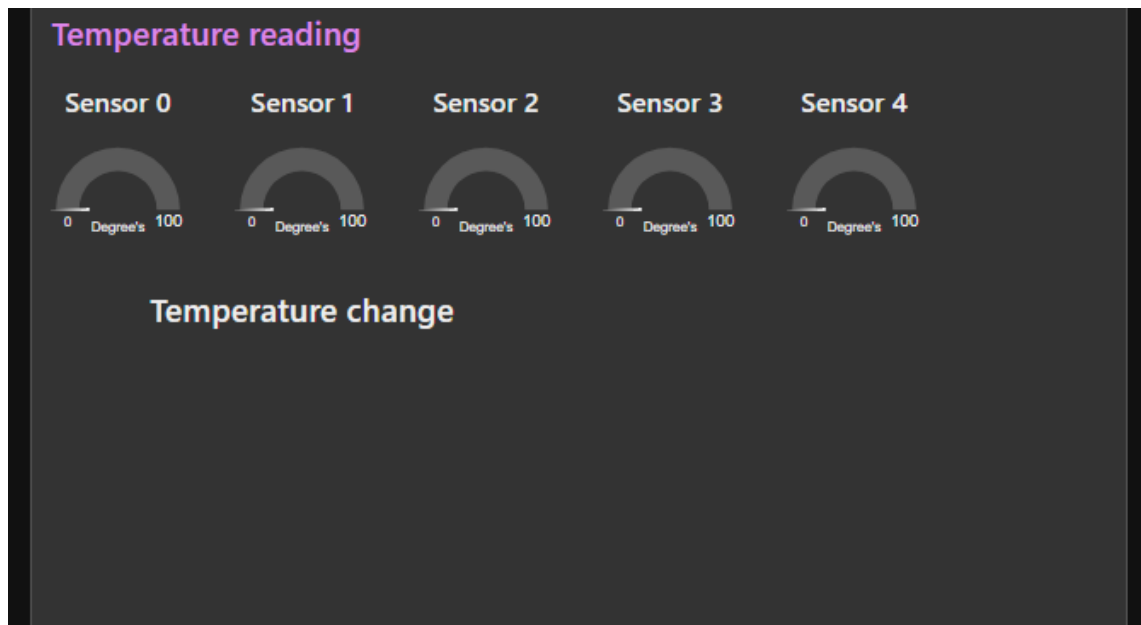 Temperature reading
Sensor 0 Sensor 1 Sensor 2 Sensor 3 Sensor 4
0 Degree's 100 0 Degree's 100 0 Degree's 100 0 Degree's 100 0 Degree's 100
Temperature change